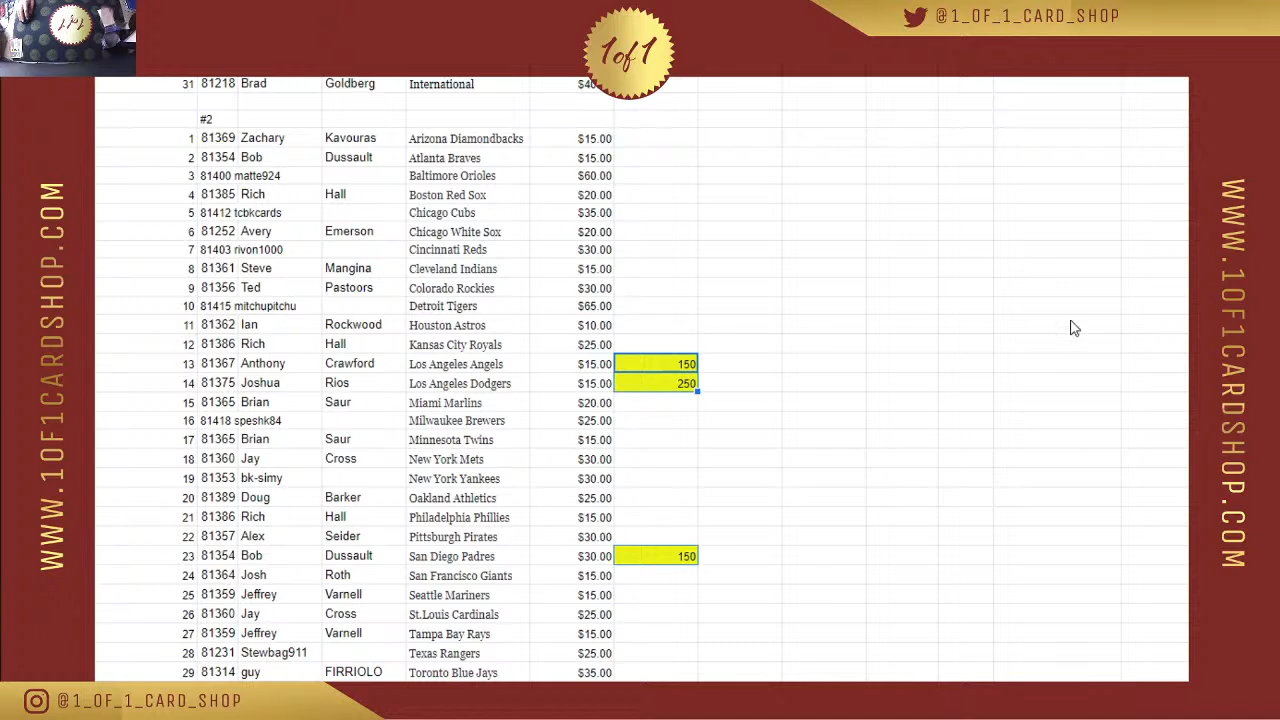 1of1
1of1
@1_OF_1_CARD_SHOP
31 81218 Brad Goldberg International
#2
1 81369 Zachary Kavouras Arizona Diamondbacks $15.00
2 81354 Bob Dussault Atlanta Braves $15.00
3 81400 matte924 Baltimore Orioles $60.00
4 81385 Rich Hall Boston Red Sox $20.00
5 81412 tcbkcards Chicago Cubs $35.00
6 81252 Avery Emerson Chicago White Sox $20.00
7 81403 rivon1000 Cincinnati Reds $30.00
8 81361 Steve Mangina Cleveland Indians $15.00
9 81356 Ted Pastoors Colorado Rockies $30.00
10 81415 mitchupitchu Detroit Tigers $65.00
11 81362 Ian Rockwood Houston Astros $10.00
12 81386 Rich Hall Kansas City Royals $25.00
13 81367 Anthony Crawford Los Angeles Angels $15.00 150
14 81375 Joshua Rios Los Angeles Dodgers $15.00 250
15 81365 Brian Saur Miami Marlins $20.00
16 81418 speshk84 Milwaukee Brewers $25.00
17 81365 Brian Saur Minnesota Twins $15.00
18 81360 Jay Cross New York Mets $30.00
19 81353 bk-simy New York Yankees $30.00
20 81389 Doug Barker Oakland Athletics $25.00
21 81386 Rich Hall Philadelphia Phillies $15.00
22 81357 Alex Seider Pittsburgh Pirates $30.00
23 81354 Bob Dussault San Diego Padres $30.00 150
24 81364 Josh Roth San Francisco Giants $15.00
25 81359 Jeffrey Varnell Seattle Mariners $15.00
26 81360 Jay Cross St.Louis Cardinals $25.00
27 81359 Jeffrey Varnell Tampa Bay Rays $15.00
28 81231 Stewbag911 Texas Rangers $25.00
29 81314 guy FIRRIOLO Toronto Blue Jays $35.00
WWW.1OF1CARDSHOP.COM
WWW.1OF1CARDSHOP.COM
@1_OF_1_CARD_SHOP